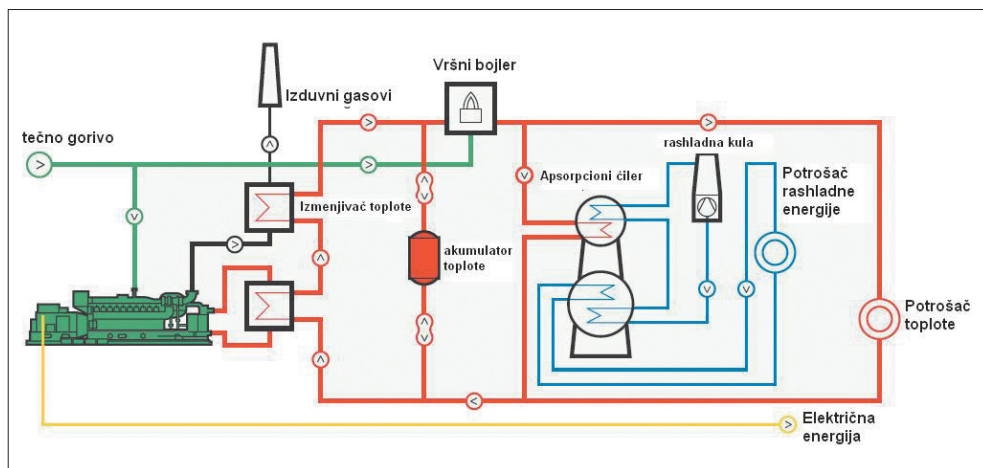 Vršni bojler
Izduvni gasovi
tečno gorivo
rashladna kula
Apsorpcioni ćiler
Potrošač
rashladne
energije
Izmenjivač toplote
akumulator
toplote
Potrošač
toplote
Električna
energija